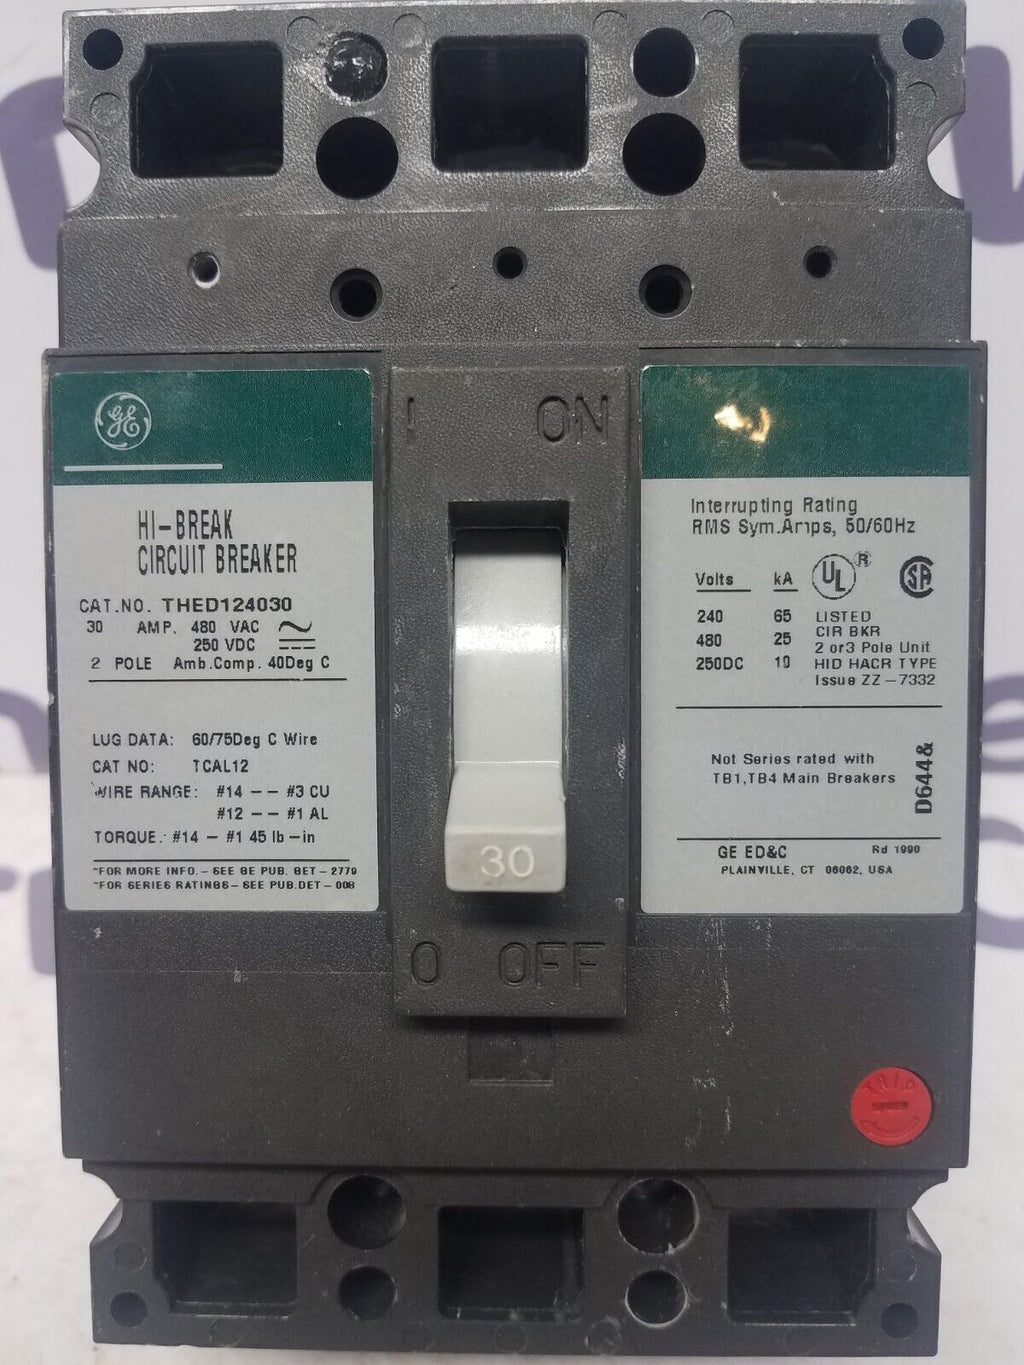 I ON
GE
HI-BREAK
CIRCUIT BREAKER
CAT.NO. THED124030
30 AMP. 480 VAC
250 VDC
2 POLE Amb.Comp. 40Deg C
LUG DATA: 60/75Deg C Wire
CAT NO: TCAL12
WIRE RANGE: #14 -- #3 CU
#12 -- #1 AL
TORQUE: #14 - #1 45 lb-in
*FOR MORE INFO.- SEE GE PUB. GET-2779
*FOR SERIES RATINGS- SEE PUB.DET-008
30
O OFF
Interrupting Rating
RMS Sym.Amps, 50/60Hz
Volts kA
240 65
480 25
250DC 10
UL ®
SA
LISTED
CIR BKR
2 or3 Pole Unit
HID HACR TYPE
Issue ZZ-7332
Not Series rated with
TB1,TB4 Main Breakers
D644&
GE ED&C Rd 1990
PLAINVILLE, CT 06062, USA
TRIP